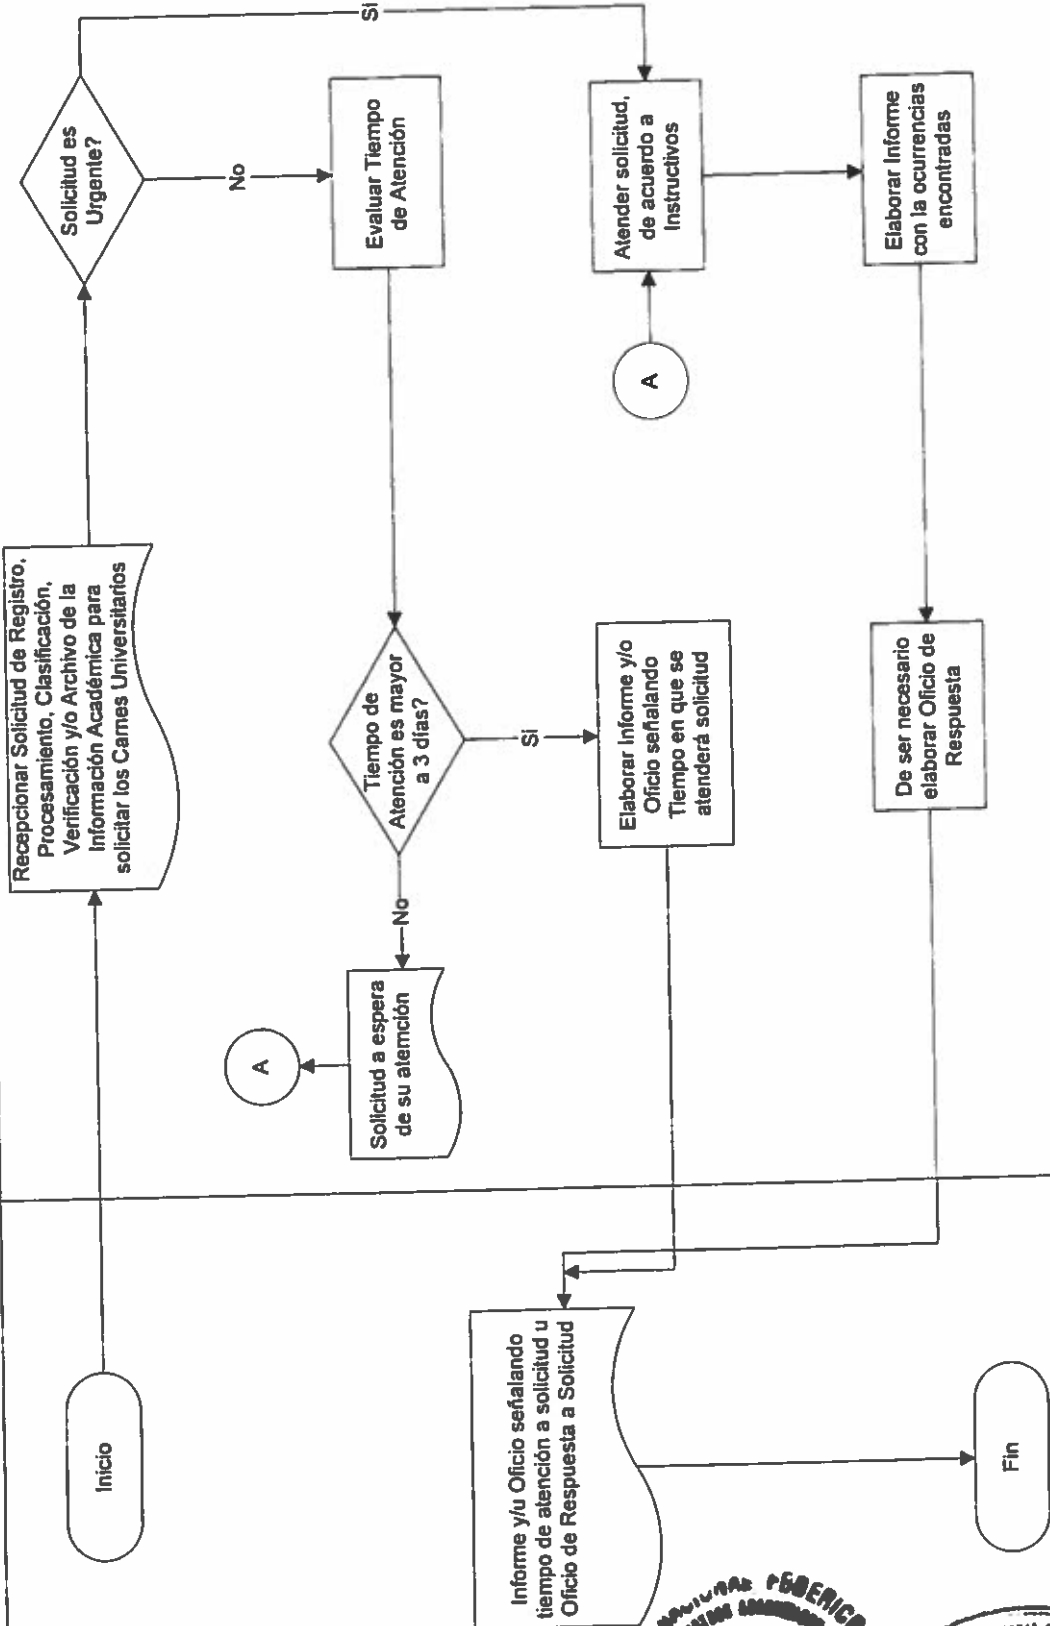 Inicio
Recepcionar Solicitud de Registro,
Procesamiento, Clasificación,
Verificación y/o Archivo de la
Información Académica para
solicitar los Carnes Universitarios
Solicitud es
Urgente?
Si
No
Evaluar Tiempo
de Atención
Tiempo de
Atención es mayor
a 3 días?
No
Si
Solicitud a espera
de su atemción
A
Elaborar Informe y/o
Oficio señalando
Tiempo en que se
atenderá solicitud
A
Atender solicitud,
de acuerdo a
Instructivos
Elaborar Informe
con la ocurrencias
encontradas
De ser necesario
elaborar Oficio de
Respuesta
Informe y/u Oficio señalando
tiempo de atención a solicitud u
Oficio de Respuesta a Solicitud
Fin
FEDERICO